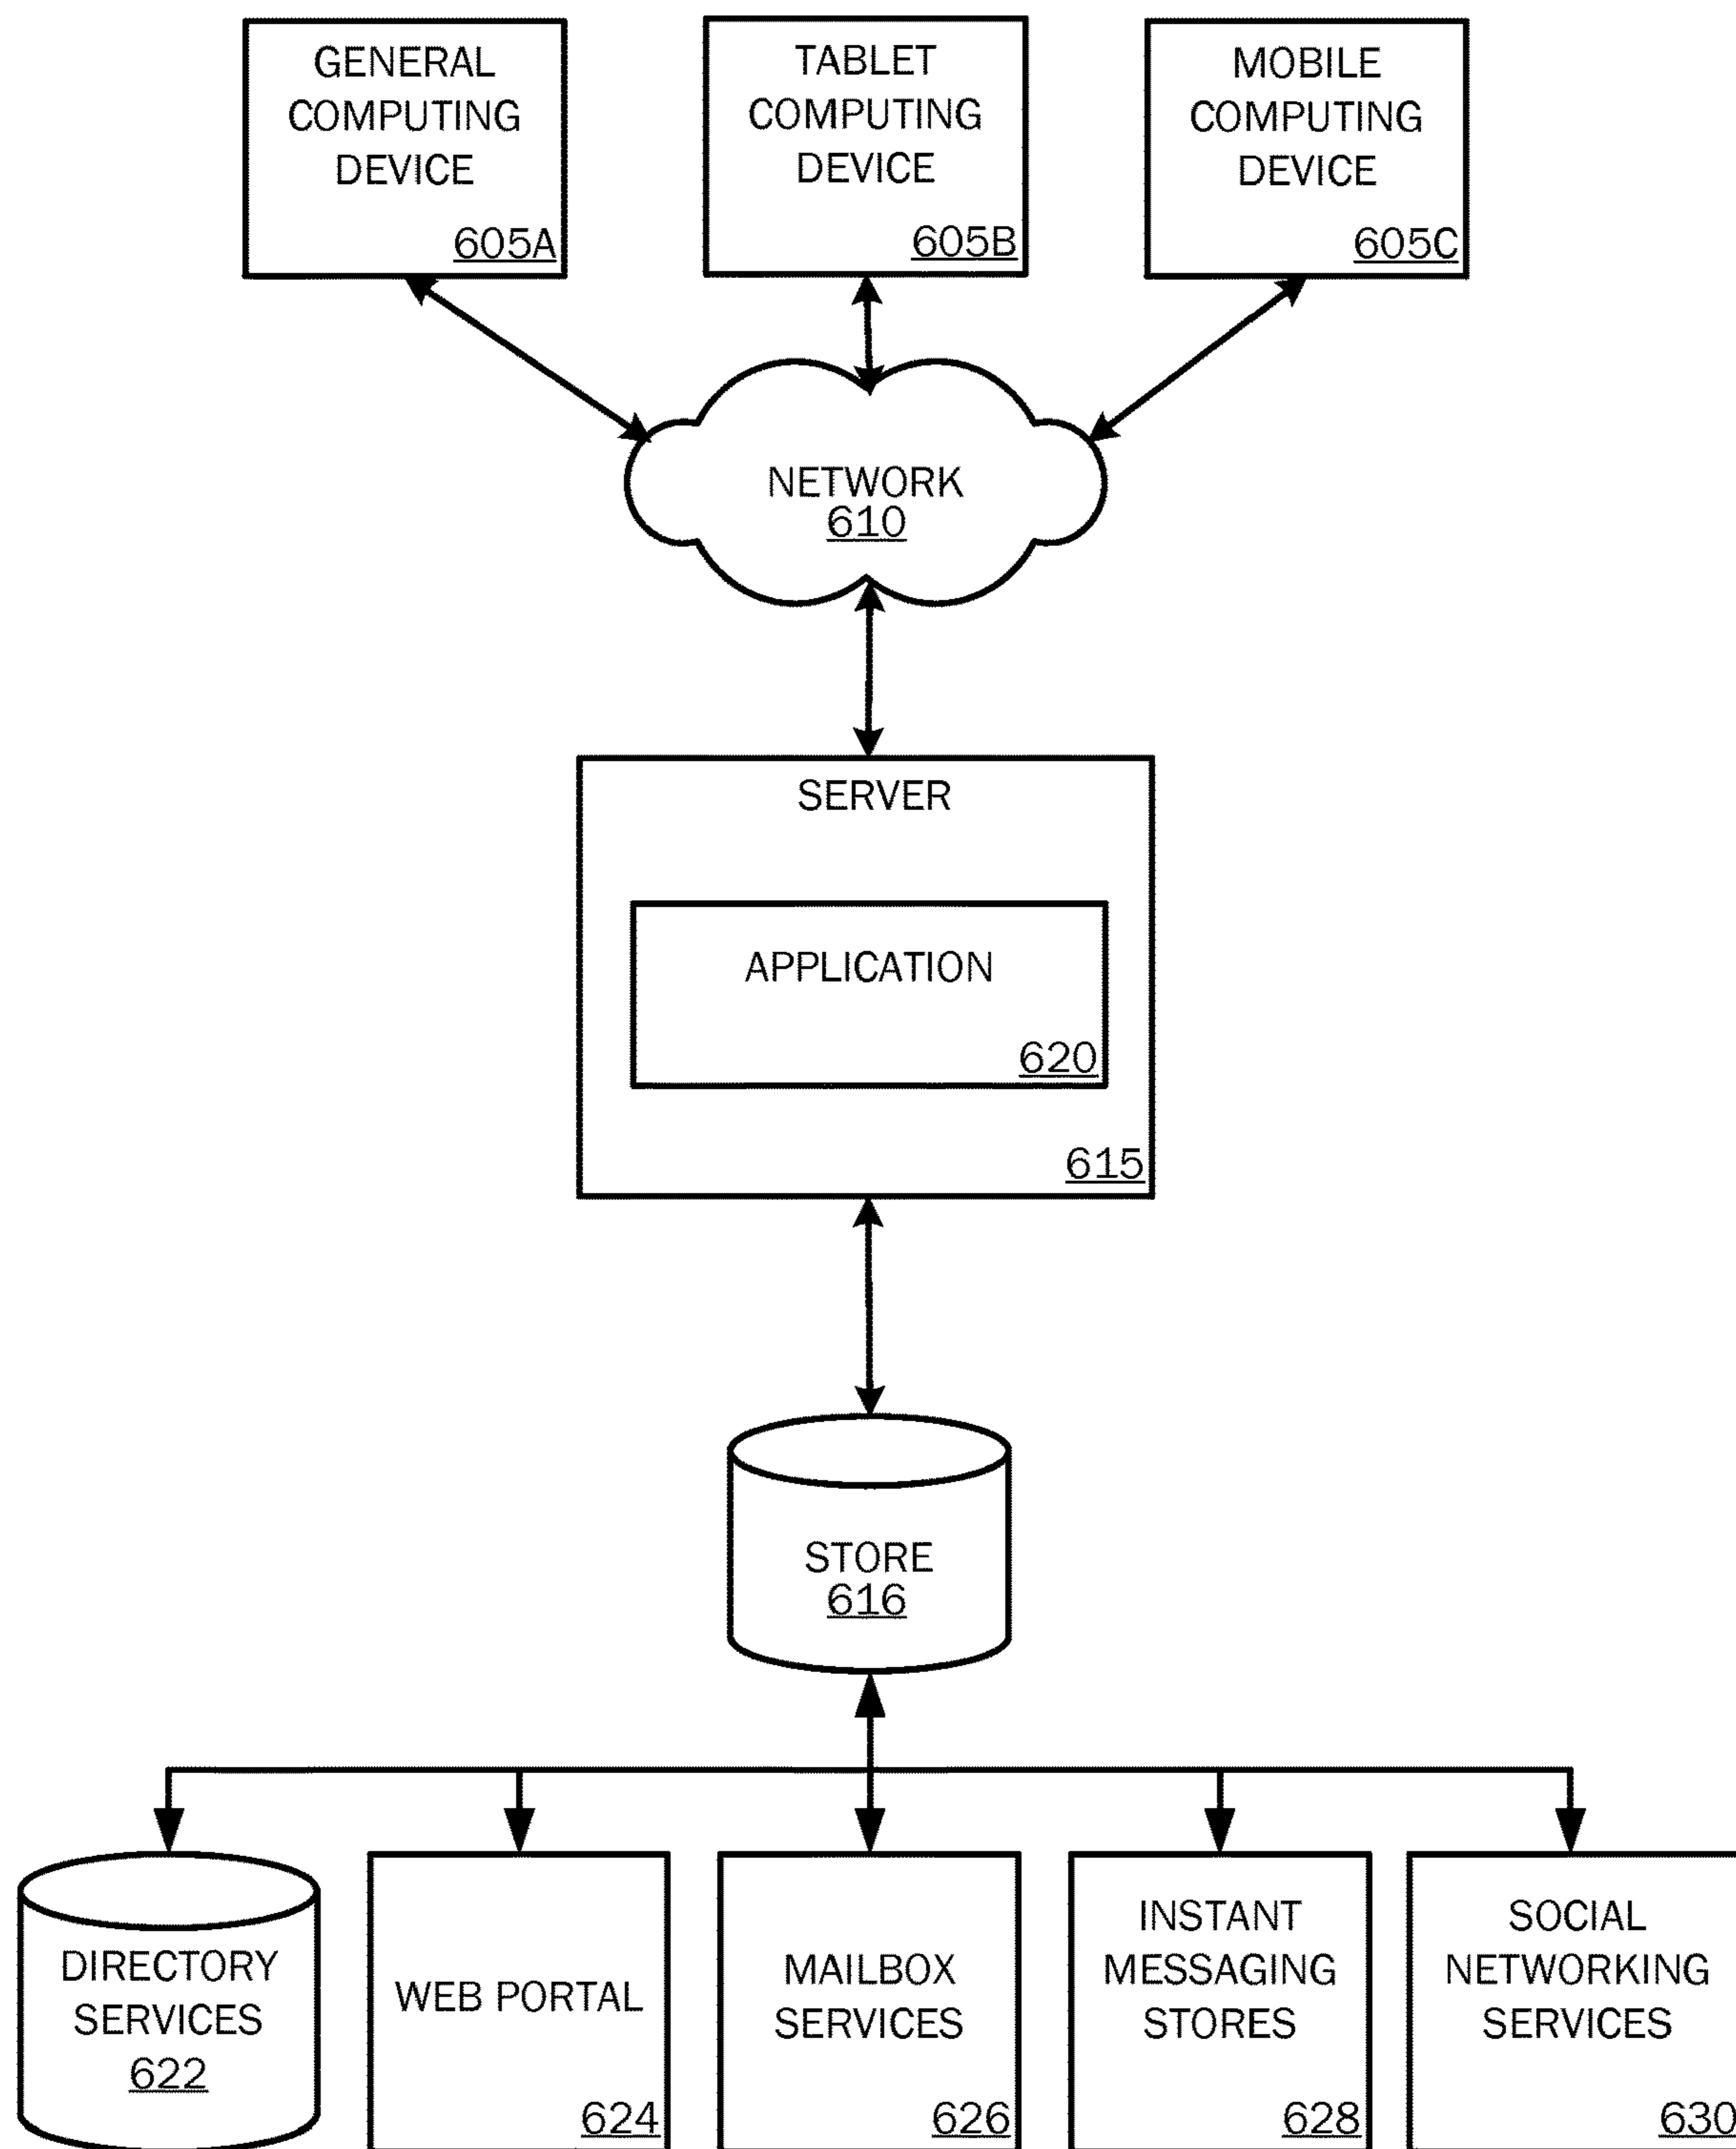 GENERAL
COMPUTING
DEVICE
605A
TABLET
COMPUTING
DEVICE
605B
MOBILE
COMPUTING
DEVICE
605C
NETWORK
610
SERVER
APPLICATION
620
615
STORE
616
DIRECTORY
SERVICES
622
WEB PORTAL
624
MAILBOX
SERVICES
626
INSTANT
MESSAGING
STORES
628
SOCIAL
NETWORKING
SERVICES
630